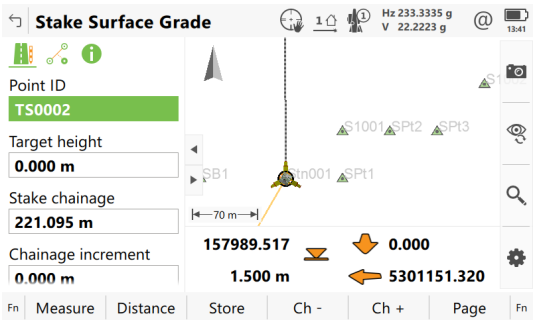 Stake Surface Grade
1
1
Hz 233.3335 g
V 22.2223 g
@
13:41
Point ID
TS0002
Target height
0.000 m
Stake chainage
221.095 m
Chainage increment
0.000 m
S1001
SPt2
SPt3
SB1
Stn001
SPt1
70 m
157989.517
0.000
1.500 m
5301151.320
Fn
Measure
Distance
Store
Ch -
Ch +
Page
Fn